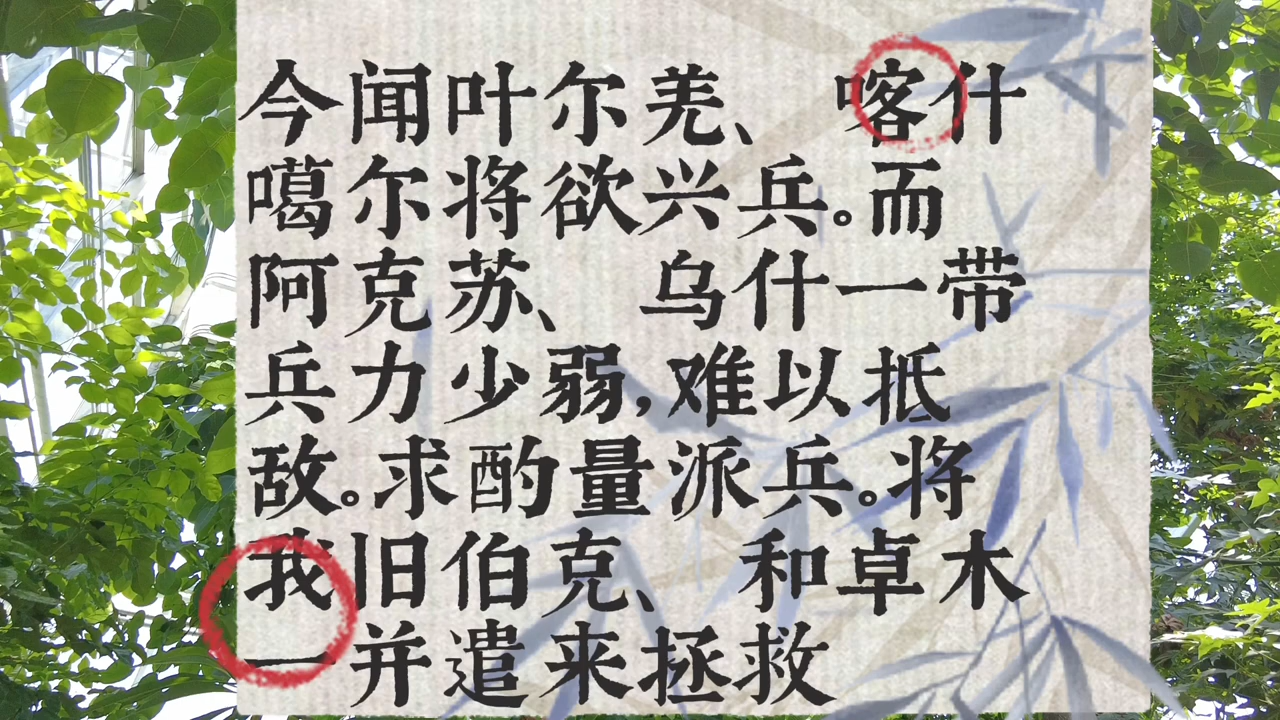 今闻叶尔羌、喀什
噶尔将欲兴兵。而
阿克苏、乌什一带
兵力少弱,难以抵
敌。求酌量派兵。将
我旧伯克、和卓木
一并遣来拯救